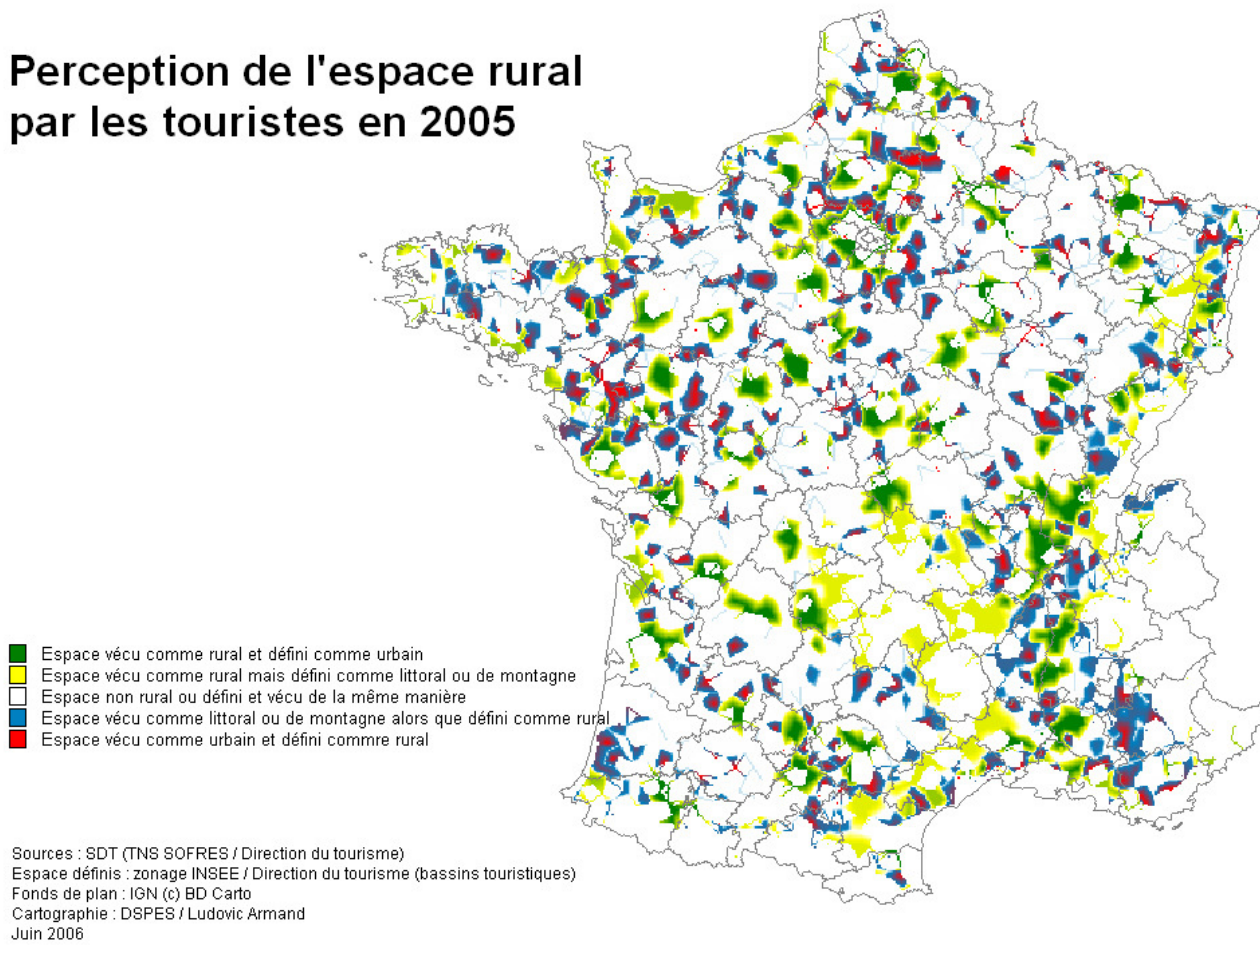 Perception de l'espace rural
par les touristes en 2005
Espace vécu comme rural et défini comme urbain
Espace vécu comme rural mais défini comme littoral ou de montagne
Espace non rural ou défini et vécu de la même manière
Espace vécu comme littoral ou de montagne alors que défini comme rural
Espace vécu comme urbain et défini commre rural
Sources : SDT (TNS SOFRES / Direction du tourisme)
Espace définis : zonage INSEE / Direction du tourisme (bassins touristiques)
Fonds de plan : IGN (c) BD Carto
Cartographie : DSPES / Ludovic Armand
Juin 2006